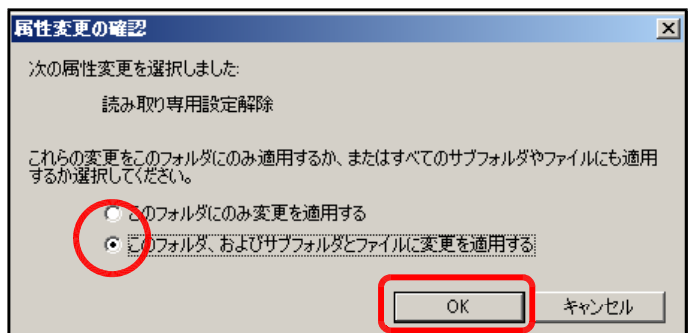 属性変更の確認
次の属性変更を選択しました:
読み取り専用設定解除
これらの変更をこのフォルダにのみ適用するか、またはすべてのサブフォルダやファイルにも適用
するか選択してください。
このフォルダにのみ変更を適用する
このフォルダ、およびサブフォルダとファイルに変更を適用する
OK
キャンセル